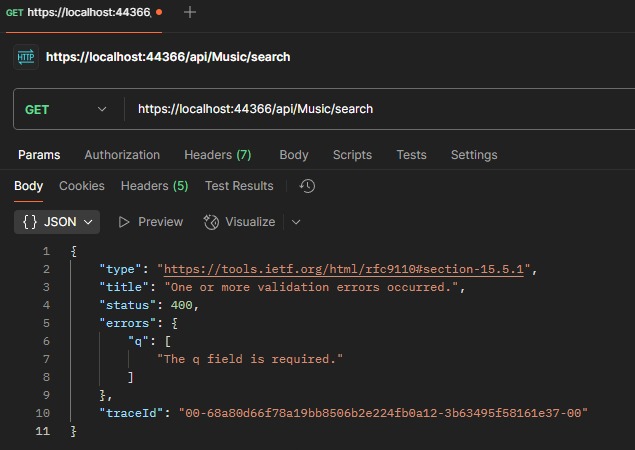 GET https://localhost:44366,
HTTP https://localhost:44366/api/Music/search
GET https://localhost:44366/api/Music/search
Params Authorization Headers (7) Body Scripts Tests Settings
Body Cookies Headers (5) Test Results
{ } JSON Preview Visualize
1 {
2 "type": "https://tools.ietf.org/html/rfc9110#section-15.5.1",
3 "title": "One or more validation errors occurred.",
4 "status": 400,
5 "errors": {
6 "q": [
7 "The q field is required."
8 ]
9 },
10 "traceId": "00-68a80d66f78a19bb8506b2e224fb0a12-3b63495f58161e37-00"
11 }